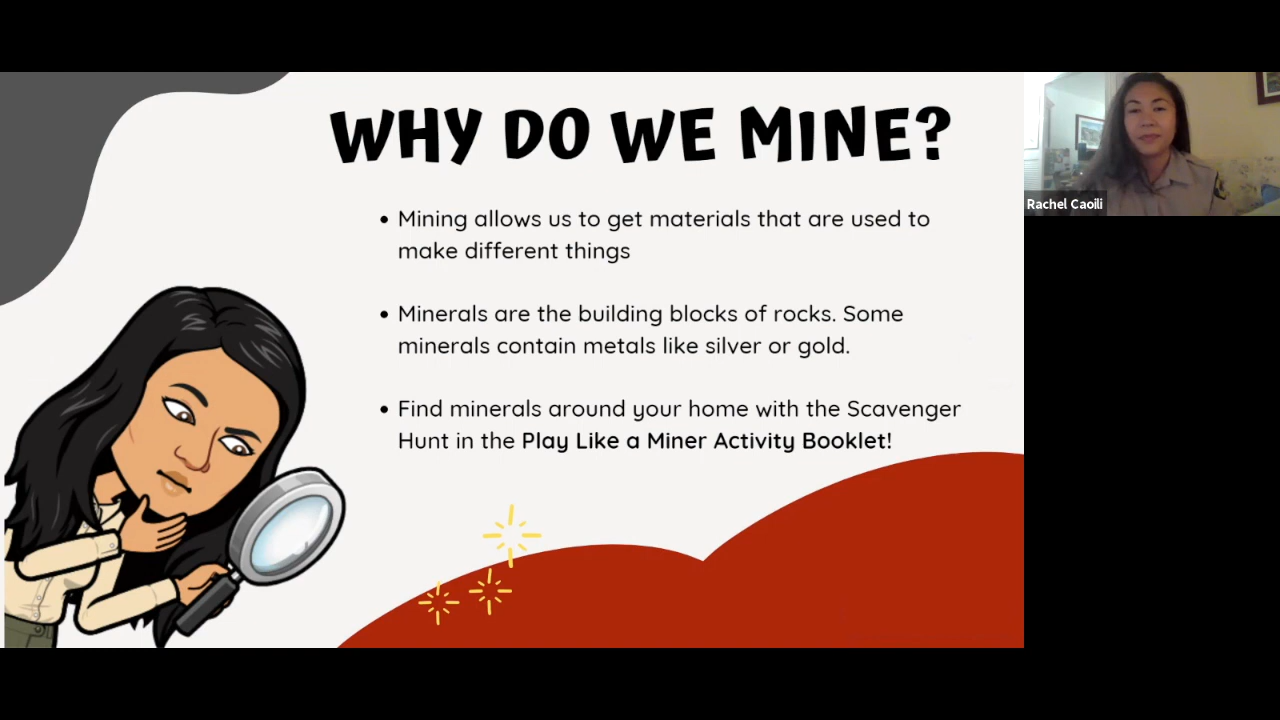 WHY DO WE MINE?
• Mining allows us to get materials that are used to
make different things
• Minerals are the building blocks of rocks. Some
minerals contain metals like silver or gold.
• Find minerals around your home with the Scavenger
Hunt in the Play Like a Miner Activity Booklet!
Rachel Caoili